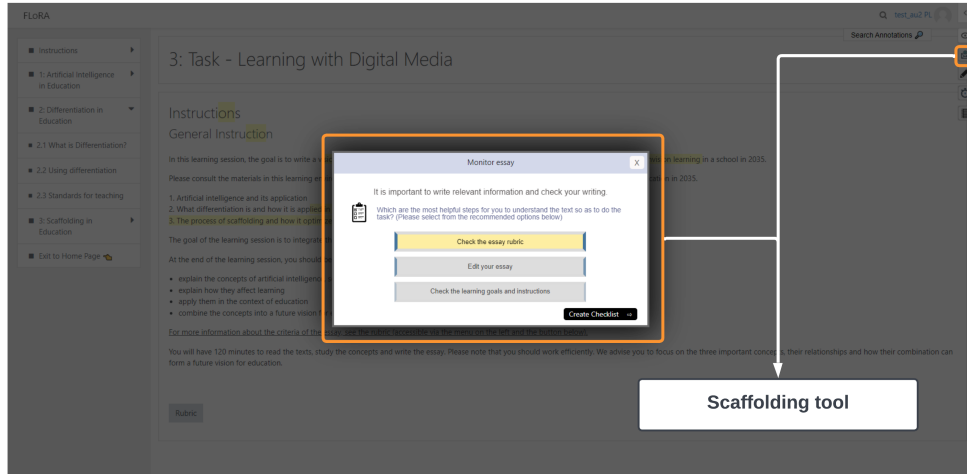 FLoRA
test_au2 PL
Search Annotations
Instructions
1: Artificial Intelligence
in Education
2: Differentiation in
Education
2.1 What is Differentiation?
2.2 Using differentiation
2.3 Standards for teaching
3: Scaffolding in
Education
Exit to Home Page
3: Task - Learning with Digital Media
Instructions
General Instruction
In this learning session, the goal is to write a
learning in a school in 2035.
Please consult the materials in this learning
in 2035.
1. Artificial intelligence and its application
2. What differentiation is and how it is
3. The process of scaffolding and how it
The goal of the learning session is to integrate
At the end of the learning session, you should
• explain the concepts of artificial intelligence
• explain how they affect learning
• apply them in the context of education
• combine the concepts into a future vision
For more information about the criteria of the essay, see the rubric (accessible via the menu on the left and the button below).
You will have 120 minutes to read the texts, study the concepts and write the essay. Please note that you should work efficiently. We advise you to focus on the three important concepts, their relationships and how their combination can
form a future vision for education.
Rubric
Monitor essay
X
It is important to write relevant information and check your writing.
Which are the most helpful steps for you to understand the text so as to do the
task? (Please select from the recommended options below)
Check the essay rubric
Edit your essay
Check the learning goals and instructions
Create Checklist
Scaffolding tool